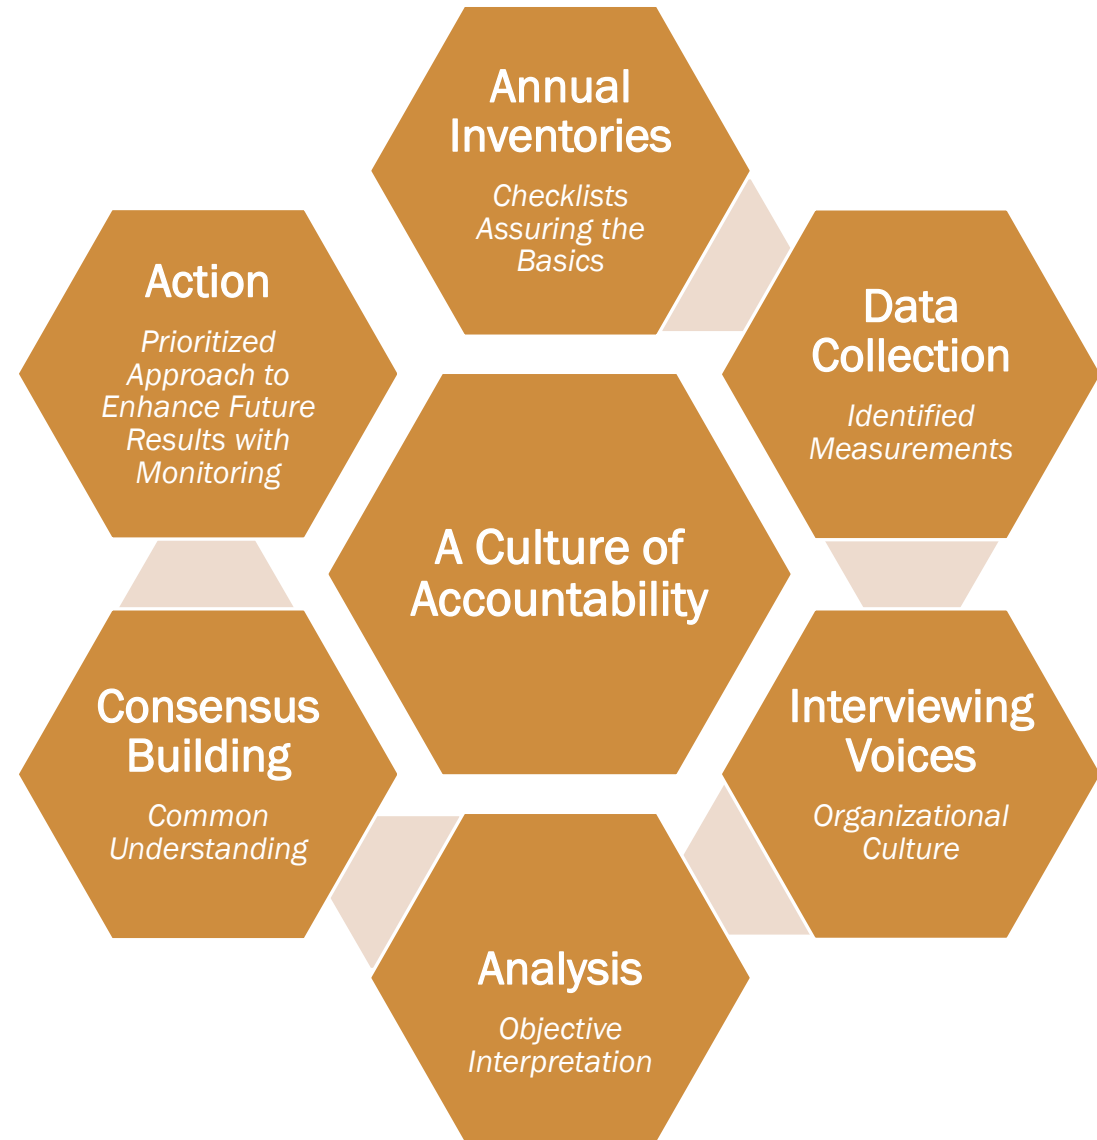 Annual
Inventories
Checklists
Assuring the
Basics
Data
Collection
Identified
Measurements
Interviewing
Voices
Organizational
Culture
Analysis
Objective
Interpretation
Consensus
Building
Common
Understanding
Action
Prioritized
Approach to
Enhance Future
Results with
Monitoring
A Culture of
Accountability